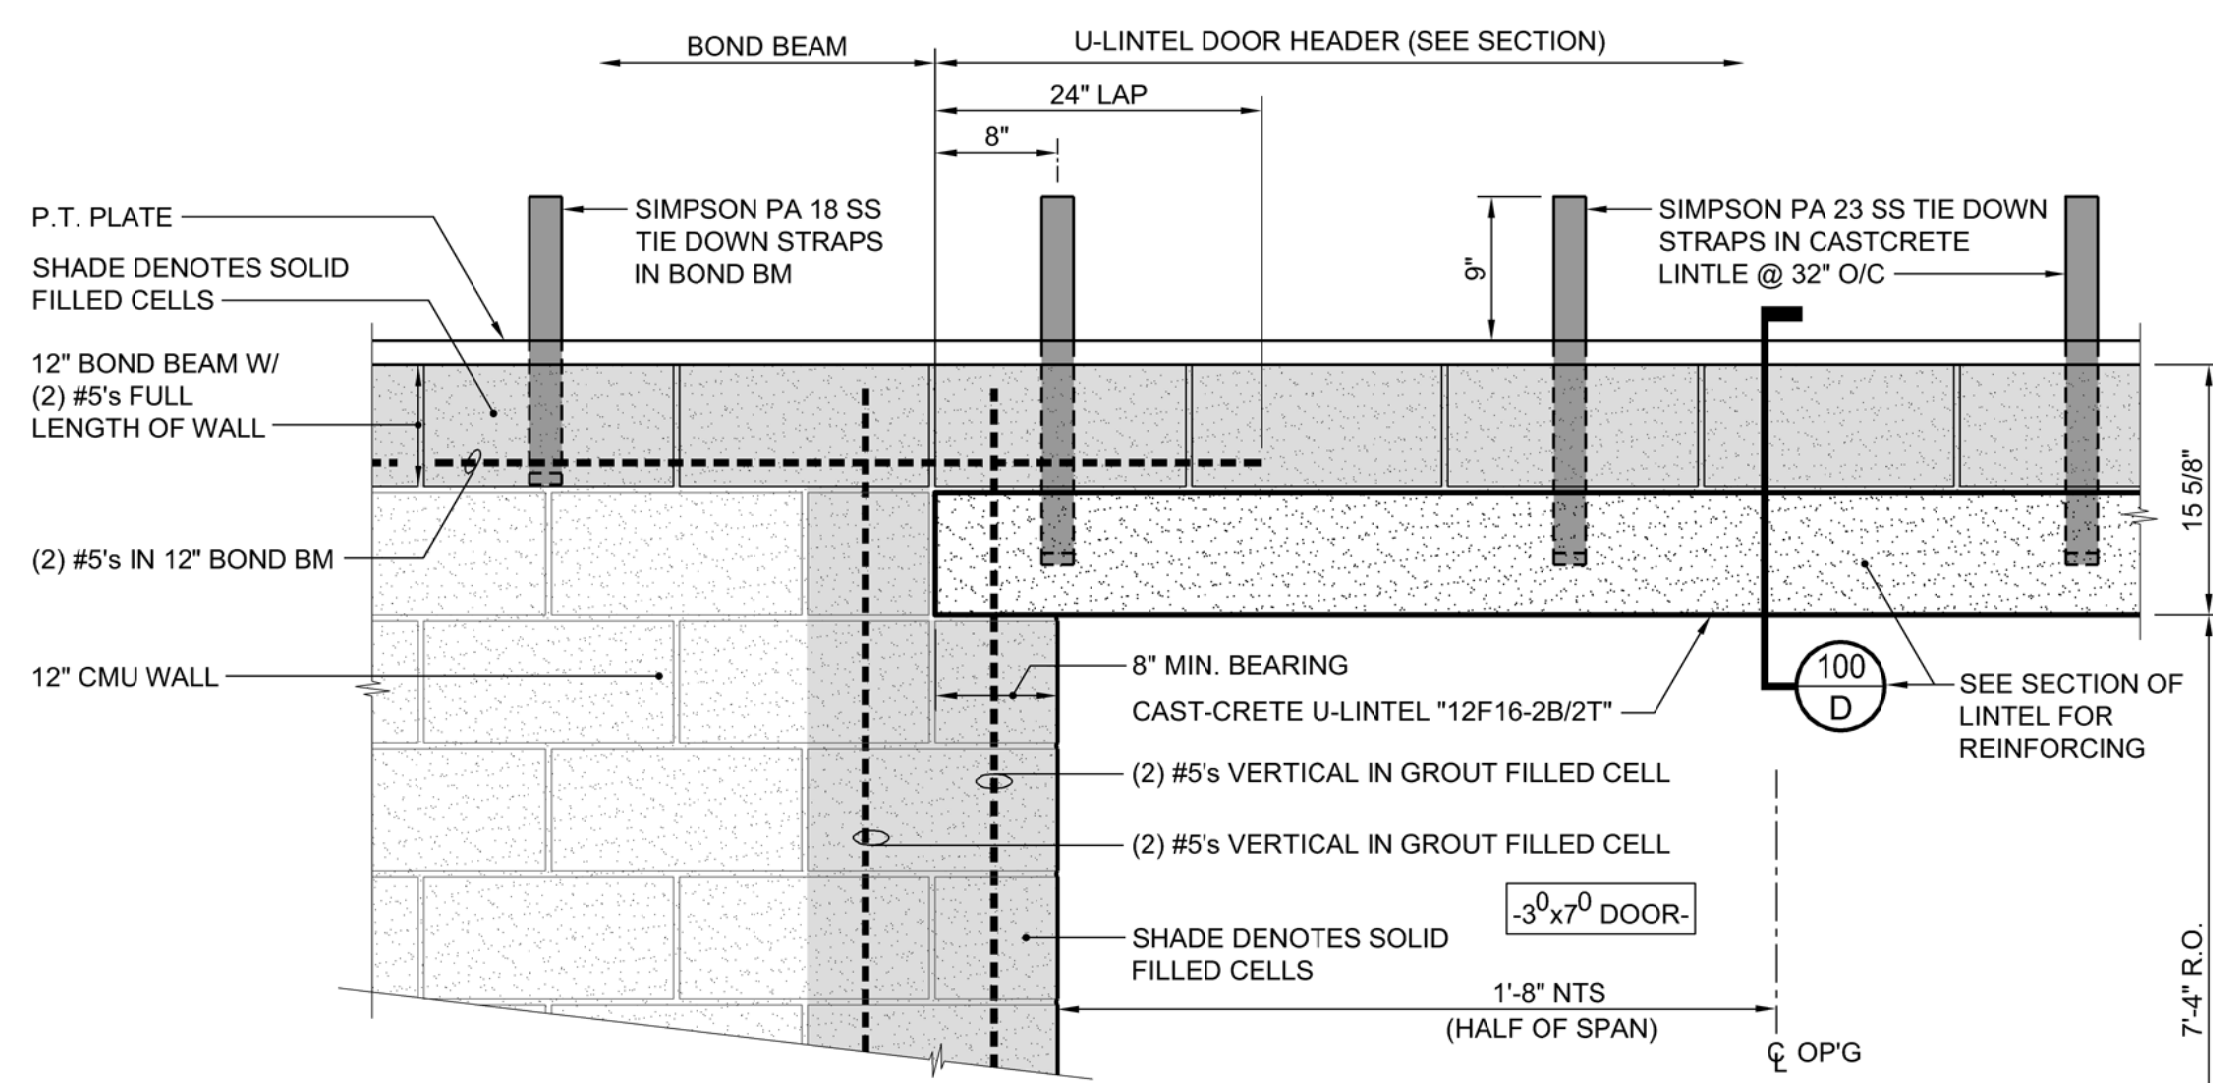 BOND BEAM
U-LINTEL DOOR HEADER (SEE SECTION)
24" LAP
8"
P.T. PLATE
SHADE DENOTES SOLID
FILLED CELLS
12" BOND BEAM W/
(2) #5's FULL
LENGTH OF WALL
(2) #5's IN 12" BOND BM
12" CMU WALL
SIMPSON PA 18 SS
TIE DOWN STRAPS
IN BOND BM
9"
SIMPSON PA 23 SS TIE DOWN
STRAPS IN CASTCRETE
LINTLE @ 32" O/C
15 5/8"
8" MIN. BEARING
CAST-CRETE U-LINTEL "12F16-2B/2T"
100
D
SEE SECTION OF
LINTEL FOR
REINFORCING
(2) #5's VERTICAL IN GROUT FILLED CELL
(2) #5's VERTICAL IN GROUT FILLED CELL
-3⁰x7⁰ DOOR-
SHADE DENOTES SOLID
FILLED CELLS
1'-8" NTS
(HALF OF SPAN)
℄ OP'G
7'-4" R.O.